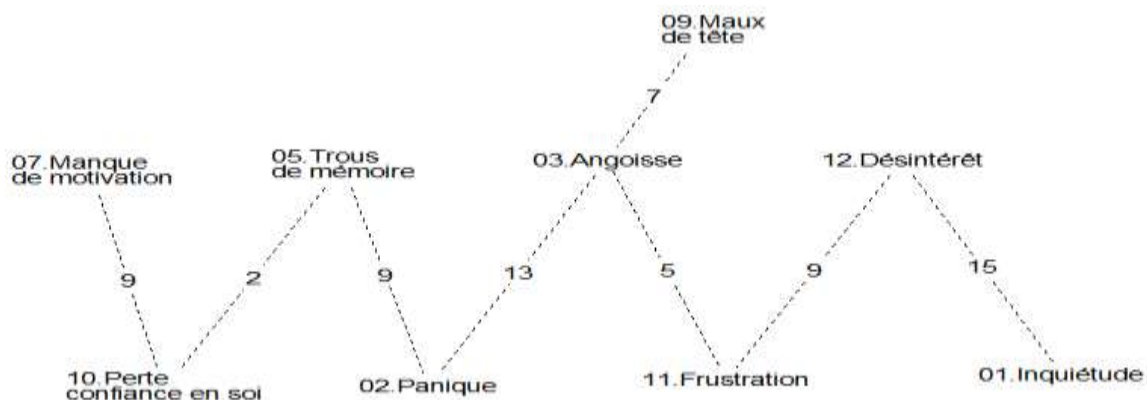 09.Maux
de tête
7
07.Manque
de motivation
05.Trous
de mémoire
03.Angoisse
12.Désintérêt
9
2
9
13
5
9
15
10.Perte
confiance en soi
02.Panique
11.Frustration
01.Inquiétude